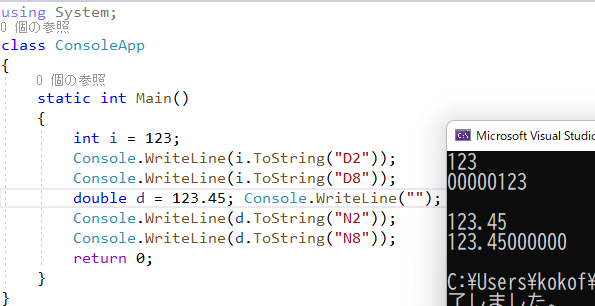 using System;
0 個の参照
class ConsoleApp
{
0 個の参照
static int Main()
{
int i = 123;
Console.WriteLine(i.ToString("D2"));
Console.WriteLine(i.ToString("D8"));
double d = 123.45; Console.WriteLine("");
Console.WriteLine(d.ToString("N2"));
Console.WriteLine(d.ToString("N8"));
return 0;
}
}
Microsoft Visual Studio
123
00000123
123.45
123.45000000
C:¥Users¥kokof¥
了しました。